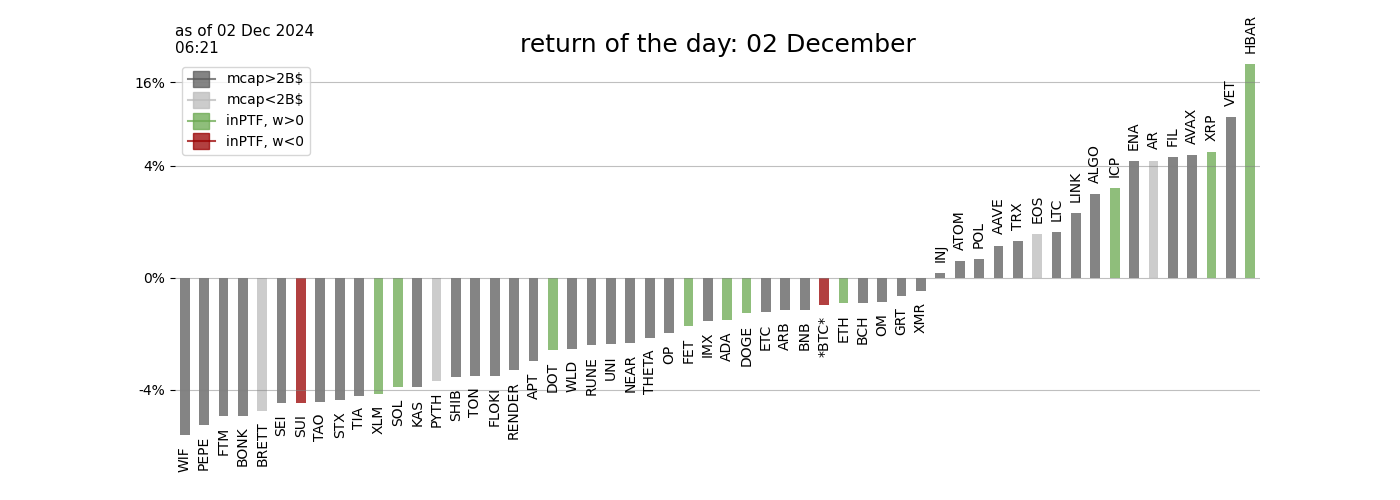 as of 02 Dec 2024
06:21
return of the day: 02 December
mcap>2B$
mcap<2B$
inPTF, w>0
inPTF, w<0
16%
4%
0%
-4%
WIF
PEPE
FTM
BONK
BRETT
SEI
SUI
TAO
STX
TIA
XLM
SOL
KAS
PYTH
SHIB
TON
FLOKI
RENDER
APT
DOT
WLD
RUNE
UNI
NEAR
THETA
OP
FET
IMX
ADA
DOGE
ETC
ARB
BNB
*BTC*
ETH
BCH
OM
GRT
XMR
INJ
ATOM
POL
AAVE
TRX
EOS
LTC
LINK
ALGO
ICP
ENA
AR
FIL
AVAX
XRP
VET
HBAR